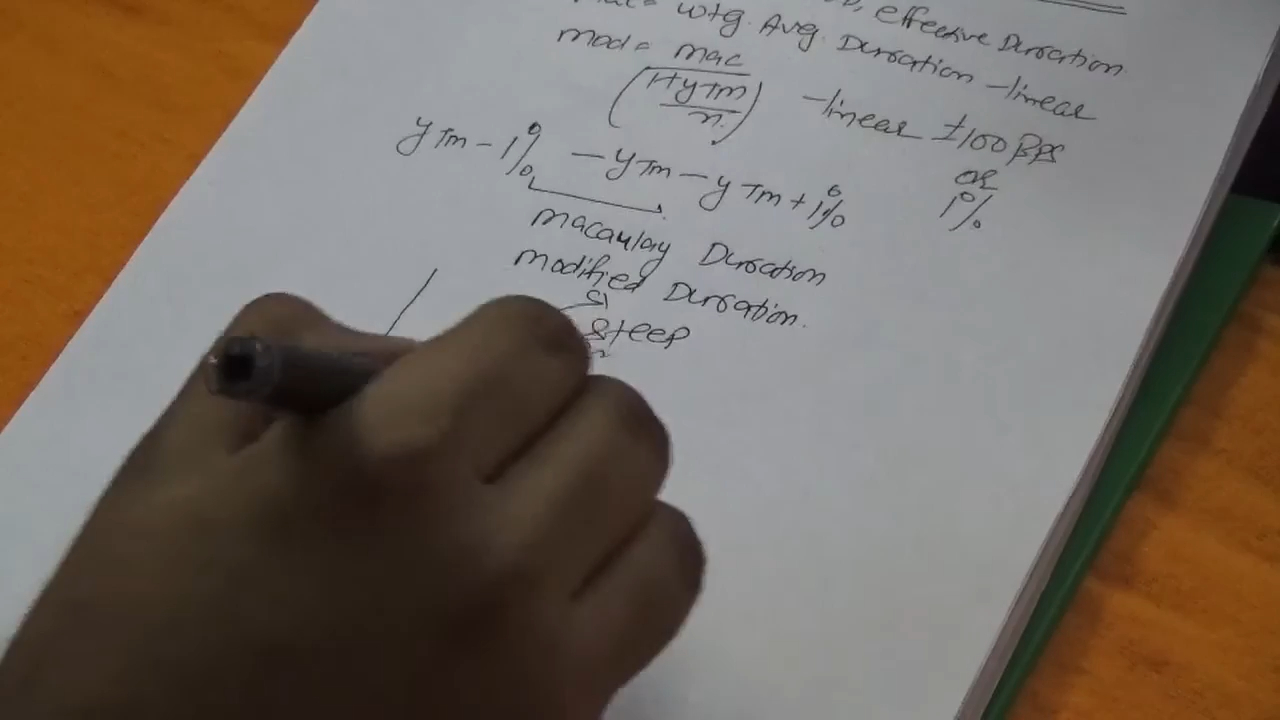 effective Duration
wtg. Avg. Duration - linear
mod = mac
(1+yTm) - linear ±100 BPS
n. or
yTm - 1% - yTm - yTm + 1% 1%
macaulay Duration
modified Duration.
steep